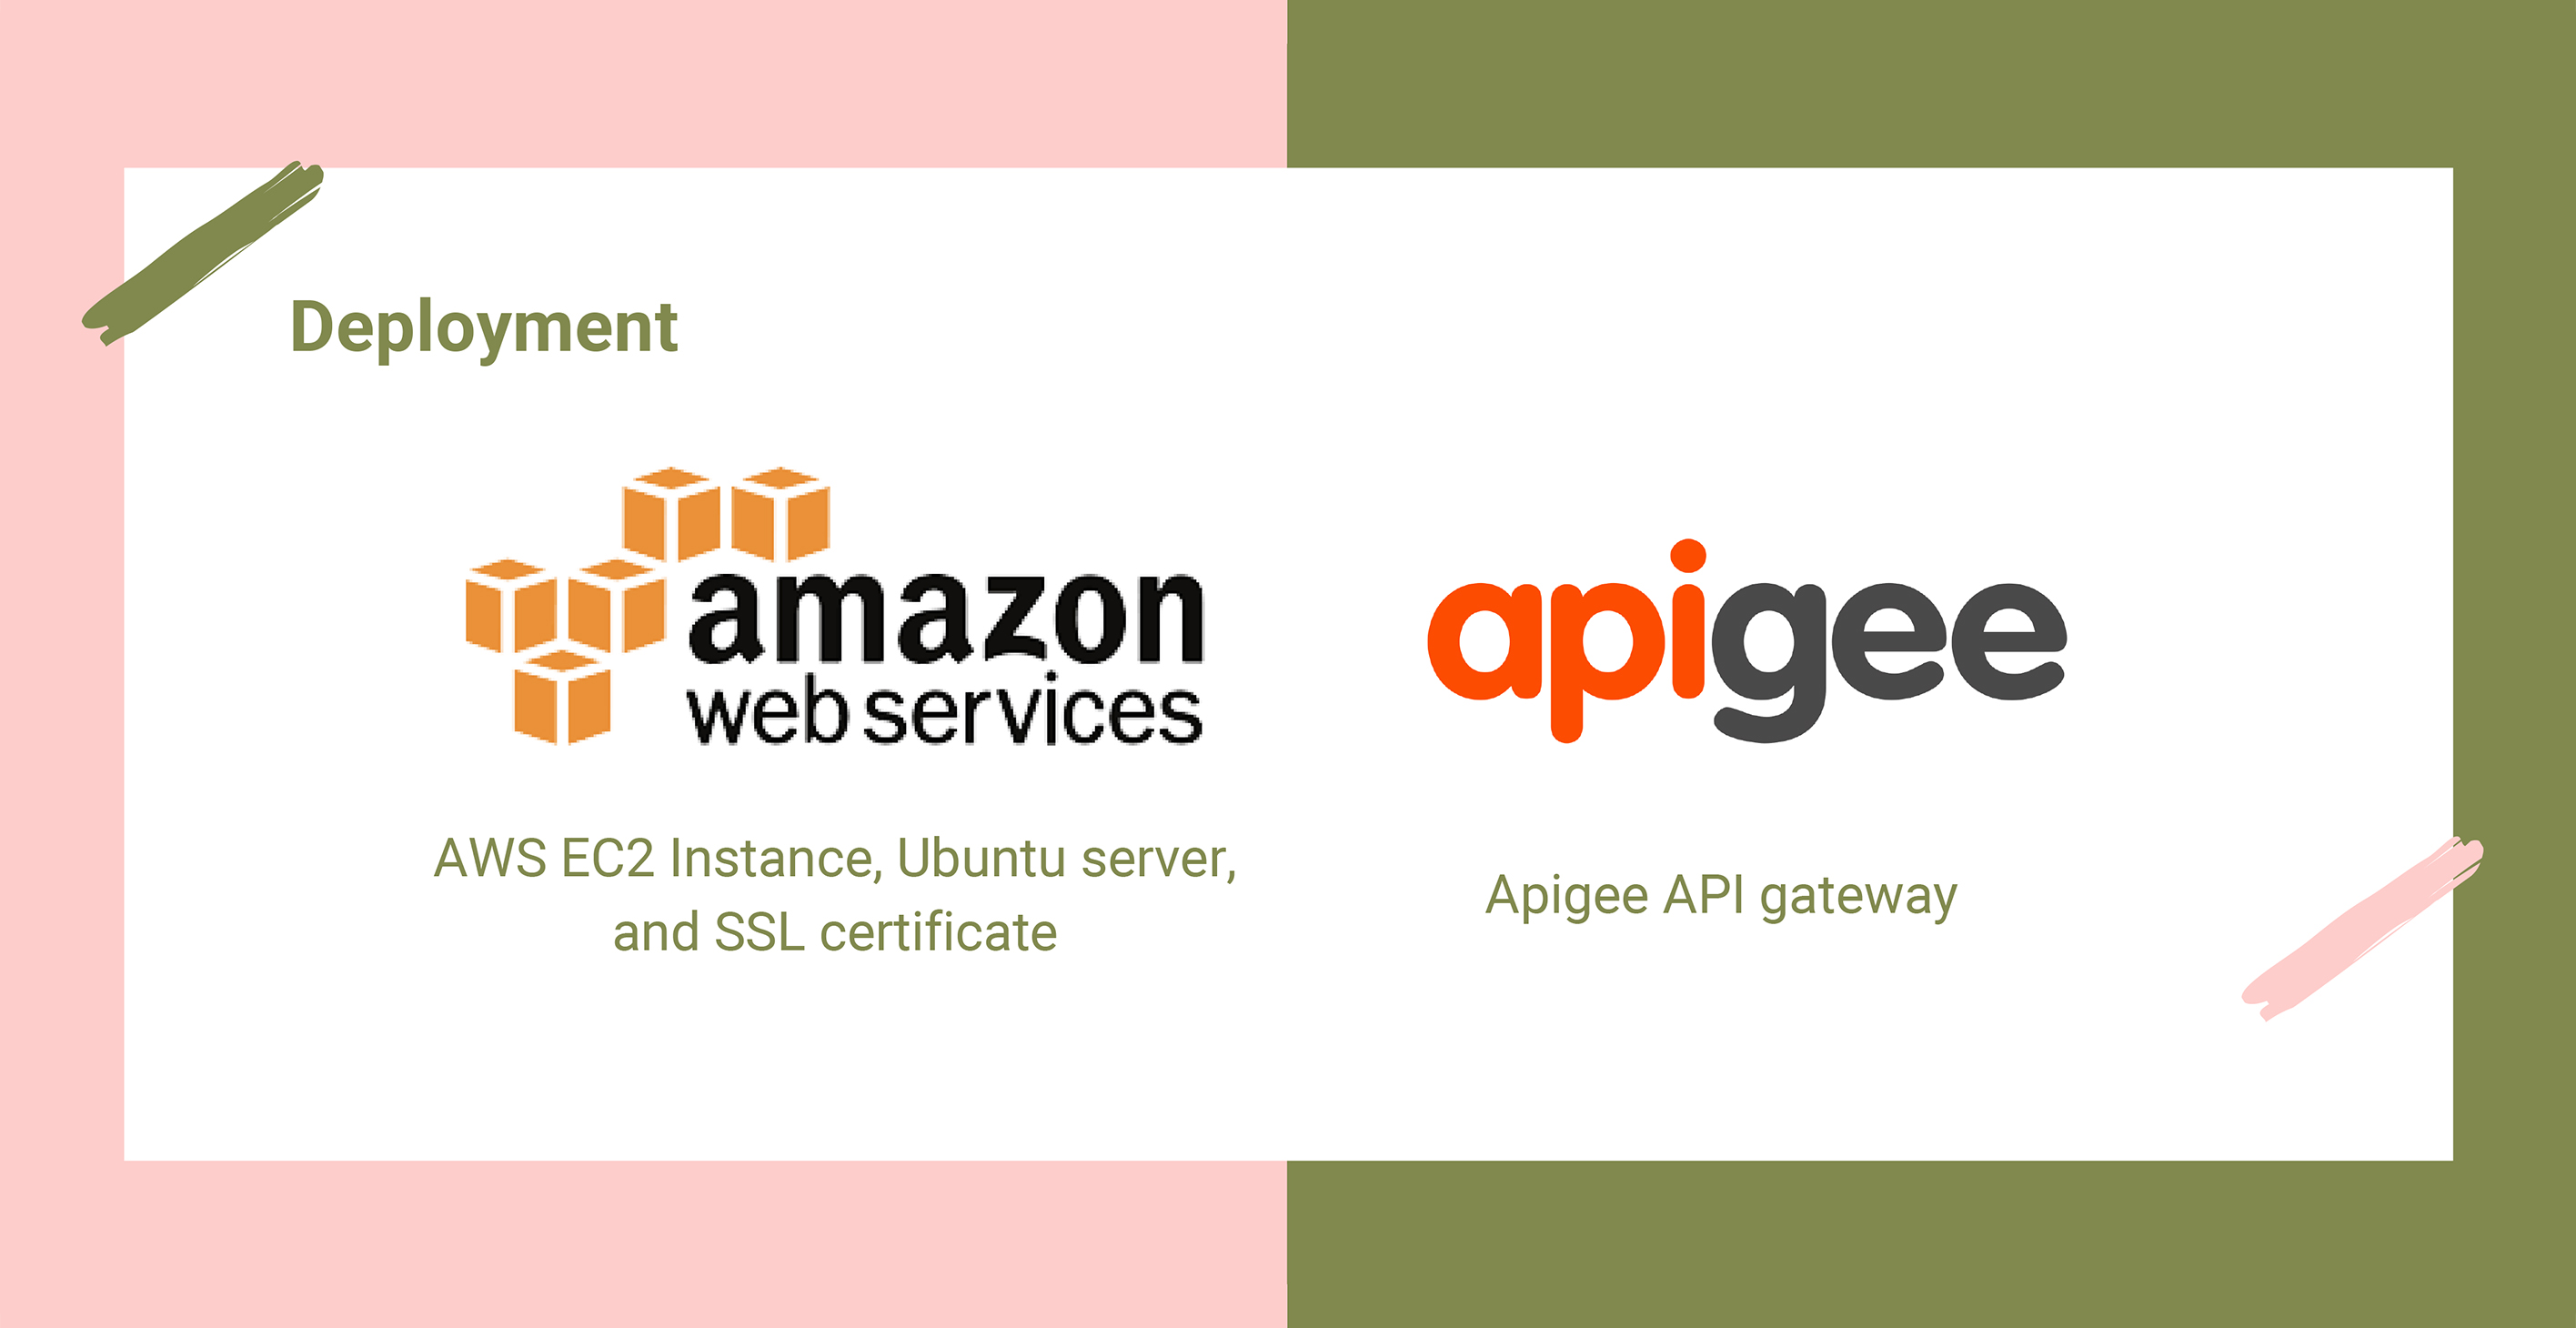 Deployment
amazon
web services
apigee
AWS EC2 Instance, Ubuntu server,
and SSL certificate
Apigee API gateway